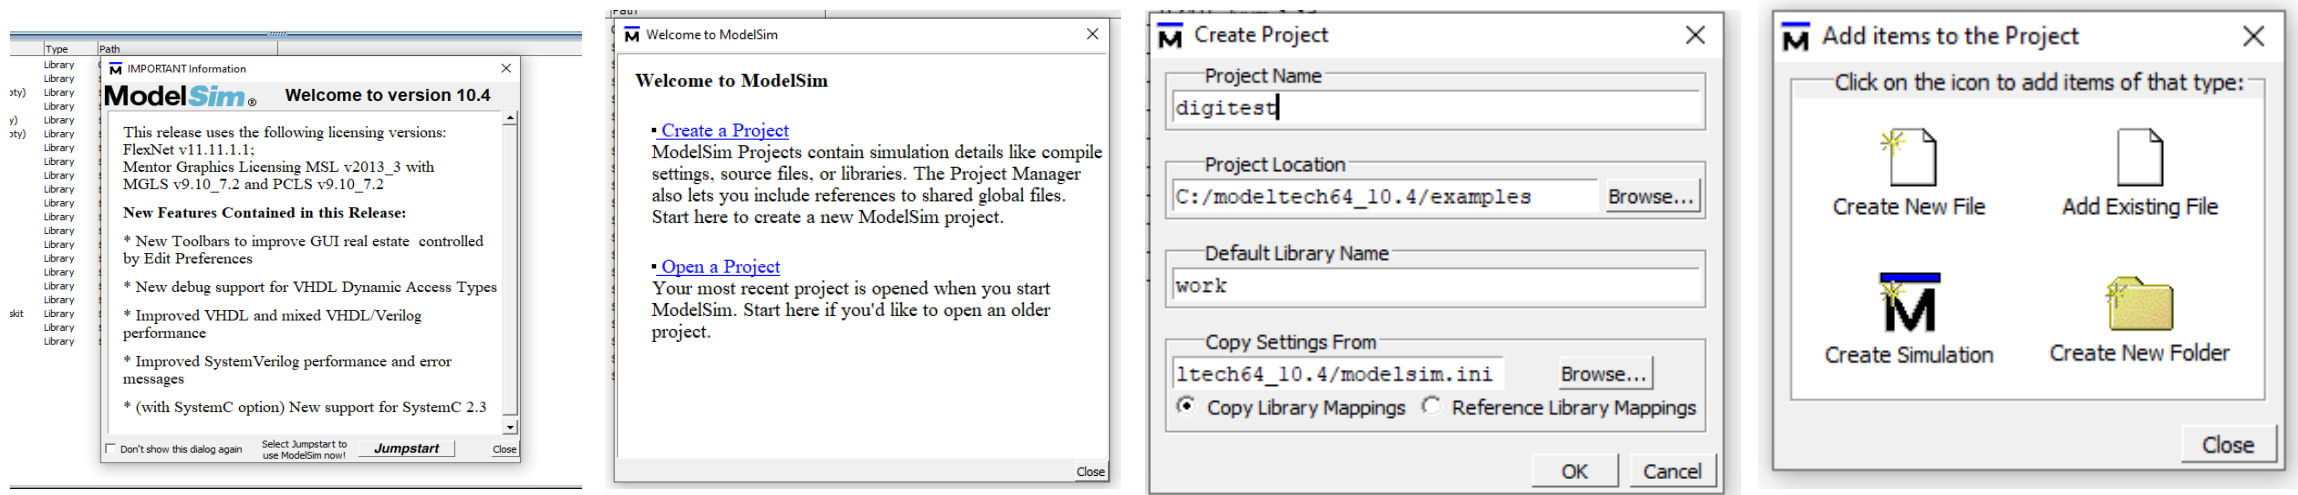 Type Path
Library
Library
pty) Library
Library
y) Library
pty) Library
Library
Library
Library
Library
Library
Library
Library
Library
Library
Library
Library
Library
skit Library
Library
Library
IMPORTANT Information
ModelSim® Welcome to version 10.4
This release uses the following licensing versions:
FlexNet v11.11.1.1;
Mentor Graphics Licensing MSL v2013_3 with
MGLS v9.10_7.2 and PCLS v9.10_7.2
New Features Contained in this Release:
* New Toolbars to improve GUI real estate controlled
by Edit Preferences
* New debug support for VHDL Dynamic Access Types
* Improved VHDL and mixed VHDL/Verilog
performance
* Improved SystemVerilog performance and error
messages
* (with SystemC option) New support for SystemC 2.3
Don't show this dialog again
Select Jumpstart to
use ModelSim now!
Jumpstart
Close
Path
Welcome to ModelSim
Welcome to ModelSim
▪ Create a Project
ModelSim Projects contain simulation details like compile
settings, source files, or libraries. The Project Manager
also lets you include references to shared global files.
Start here to create a new ModelSim project.
▪ Open a Project
Your most recent project is opened when you start
ModelSim. Start here if you'd like to open an older
project.
Close
Create Project
Project Name
digitest
Project Location
C:/modeltech64_10.4/examples Browse...
Default Library Name
work
Copy Settings From
ltech64_10.4/modelsim.ini Browse...
Copy Library Mappings Reference Library Mappings
OK Cancel
Add items to the Project
Click on the icon to add items of that type:
Create New File Add Existing File
Create Simulation Create New Folder
Close